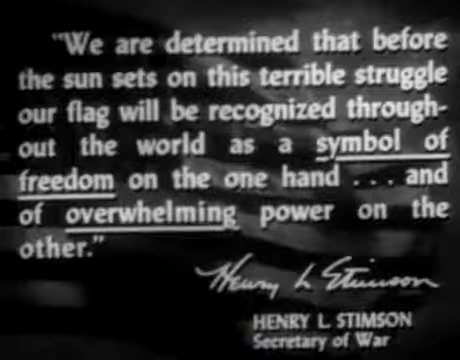 "We are determined that before
the sun sets on this terrible struggle
our flag will be recognized through-
out the world as a symbol of
freedom on the one hand . . . and
of overwhelming power on the
other."
Henry L Stimson
HENRY L. STIMSON
Secretary of War